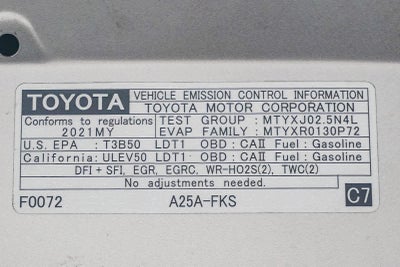 TOYOTA VEHICLE EMISSION CONTROL INFORMATION
TOYOTA MOTOR CORPORATION
Conforms to regulations TEST GROUP : MTYXJ02.5N4L
2021MY EVAP FAMILY : MTYXR0130P72
U.S. EPA : T3B50 LDT1 OBD : CAII Fuel : Gasoline
California: ULEV50 LDT1 OBD : CAII Fuel : Gasoline
DFI + SFI, EGR, EGRC, WR-HO2S(2), TWC(2)
No adjustments needed.
F0072 A25A-FKS C7